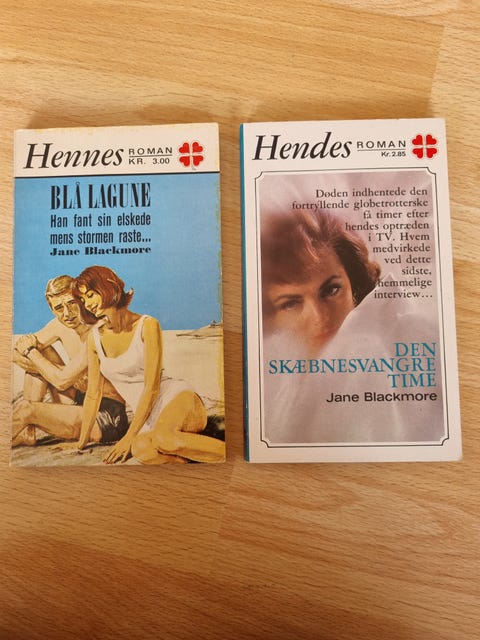 Hennes ROMAN
KR. 3.00
BLÅ LAGUNE
Han fant sin elskede
mens stormen raste...
Jane Blackmore
Hendes ROMAN
Kr. 2.85
Døden indhentede den
fortryllende globetrotterske
få timer efter
hendes optræden
i TV. Hvem
medvirkede
ved dette
sidste,
hemmelige
interview...
DEN
SKÆBNESVANGRE
TIME
Jane Blackmore